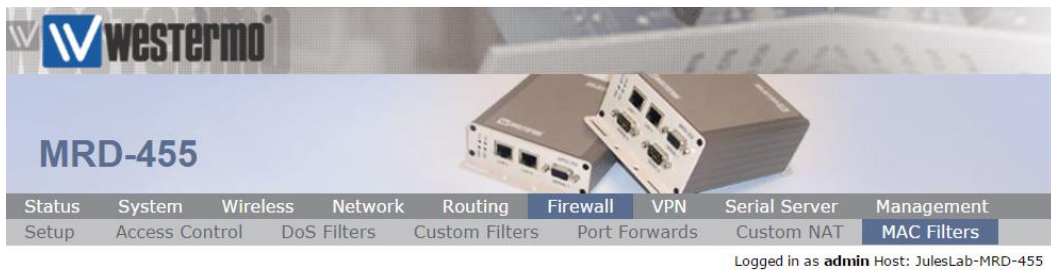 westermo®
MRD-455
Status System Wireless Network Routing Firewall VPN Serial Server Management
Setup Access Control DoS Filters Custom Filters Port Forwards Custom NAT MAC Filters
Logged in as admin Host: JulesLab-MRD-455